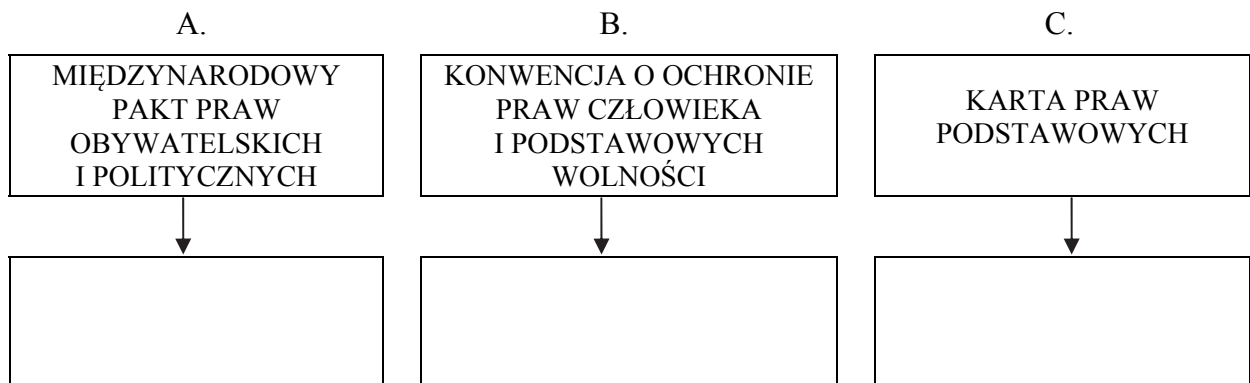 A.
MIĘDZYNARODOWY
PAKT PRAW
OBYWATELSKICH
I POLITYCZNYCH
B.
KONWENCJA O OCHRONIE
PRAW CZŁOWIEKA
I PODSTAWOWYCH
WOLNOŚCI
C.
KARTA PRAW
PODSTAWOWYCH